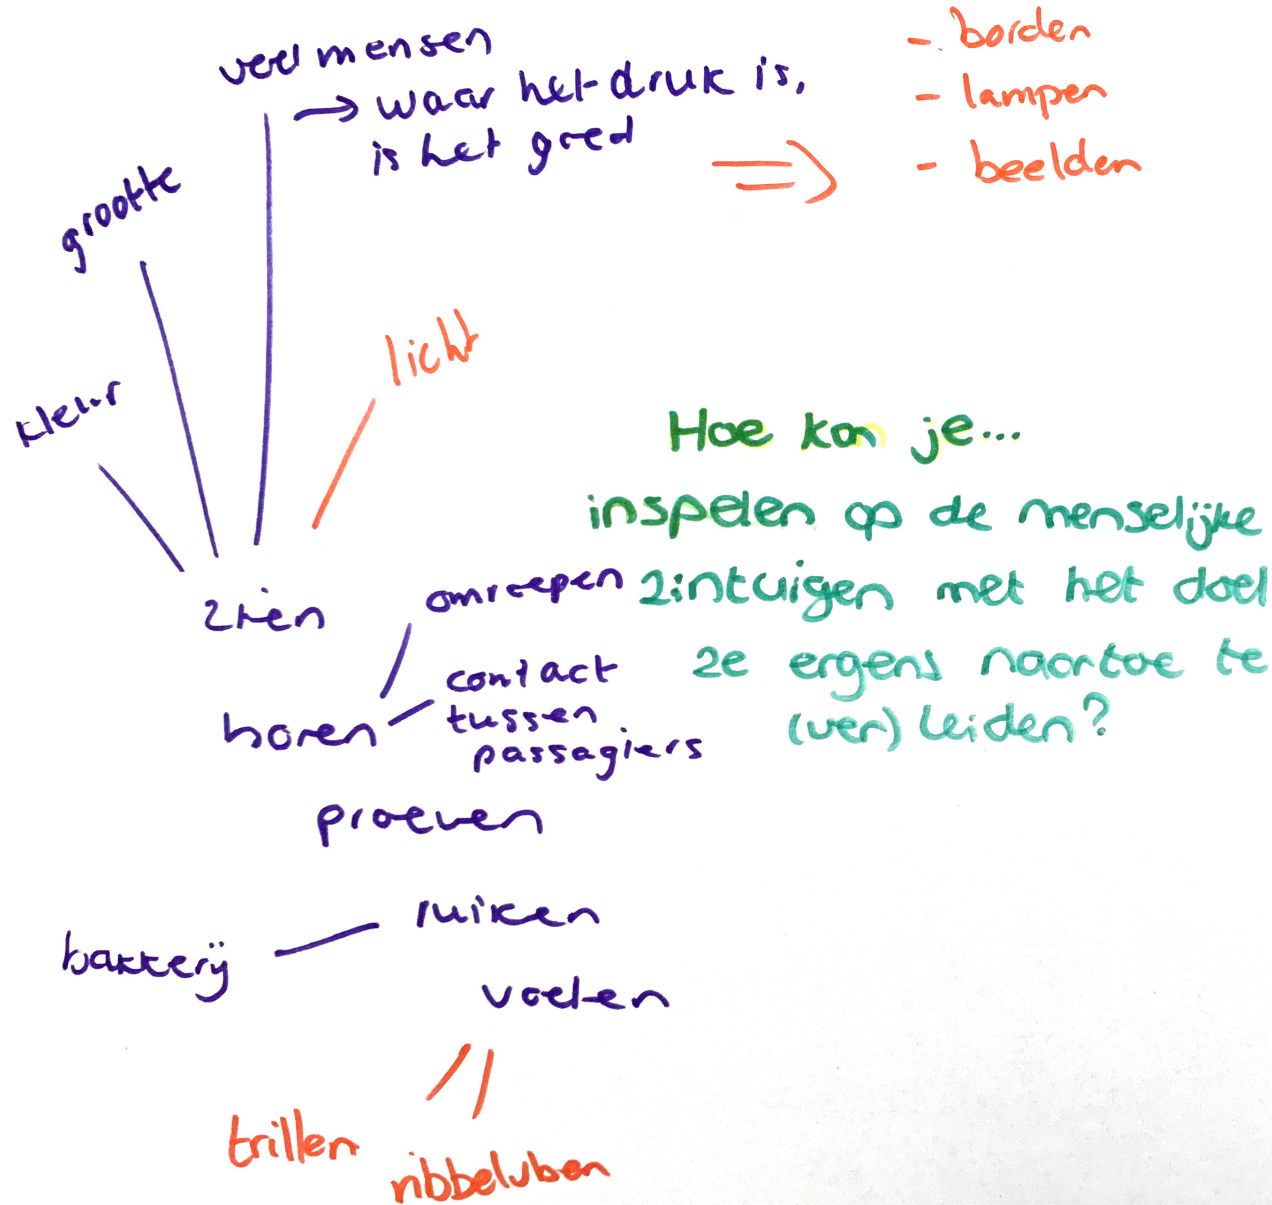 veel mensen
→ waar het druk is,
is het goed
⇒
- borden
- lampen
- beelden
grootte
kleur
licht
zien
Hoe kan je...
inspelen op de menselijke
zintuigen met het doel
ze ergens naartoe te
(ver) leiden?
horen
omroepen
contact
tussen
passagiers
proeven
ruiken
bakkerij
voelen
trillen